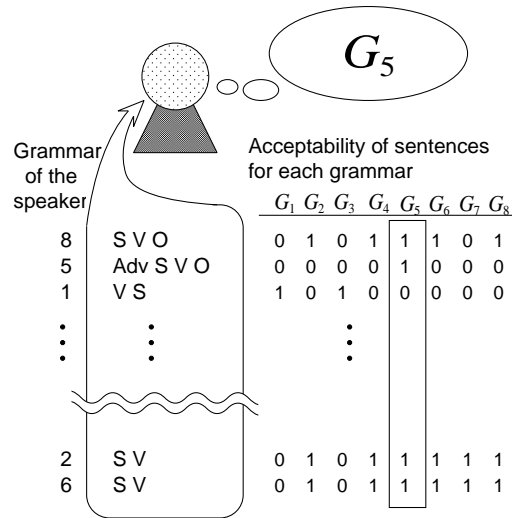 G5
Grammar of the speaker
Acceptability of sentences for each grammar
G1 G2 G3 G4 G5 G6 G7 G8
8 S V O 0 1 0 1 1 1 0 1
5 Adv S V O 0 0 0 0 1 0 0 0
1 V S 1 0 1 0 0 0 0 0
2 S V 0 1 0 1 1 1 1 1
6 S V 0 1 0 1 1 1 1 1